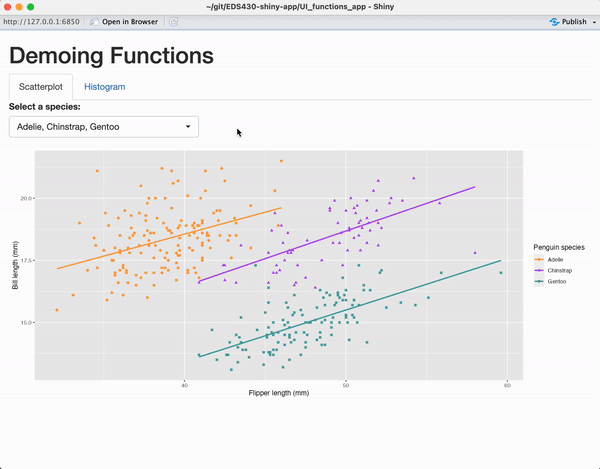 ~/git/EDS430-shiny-app/UI_functions_app - Shiny
http://127.0.0.1:6850 Open in Browser Publish
Demoing Functions
Scatterplot Histogram
Select a species:
Adelie, Chinstrap, Gentoo
20.0
17.5
15.0
Bill length (mm)
40 50 60
Flipper length (mm)
Penguin species
Adelie
Chinstrap
Gentoo